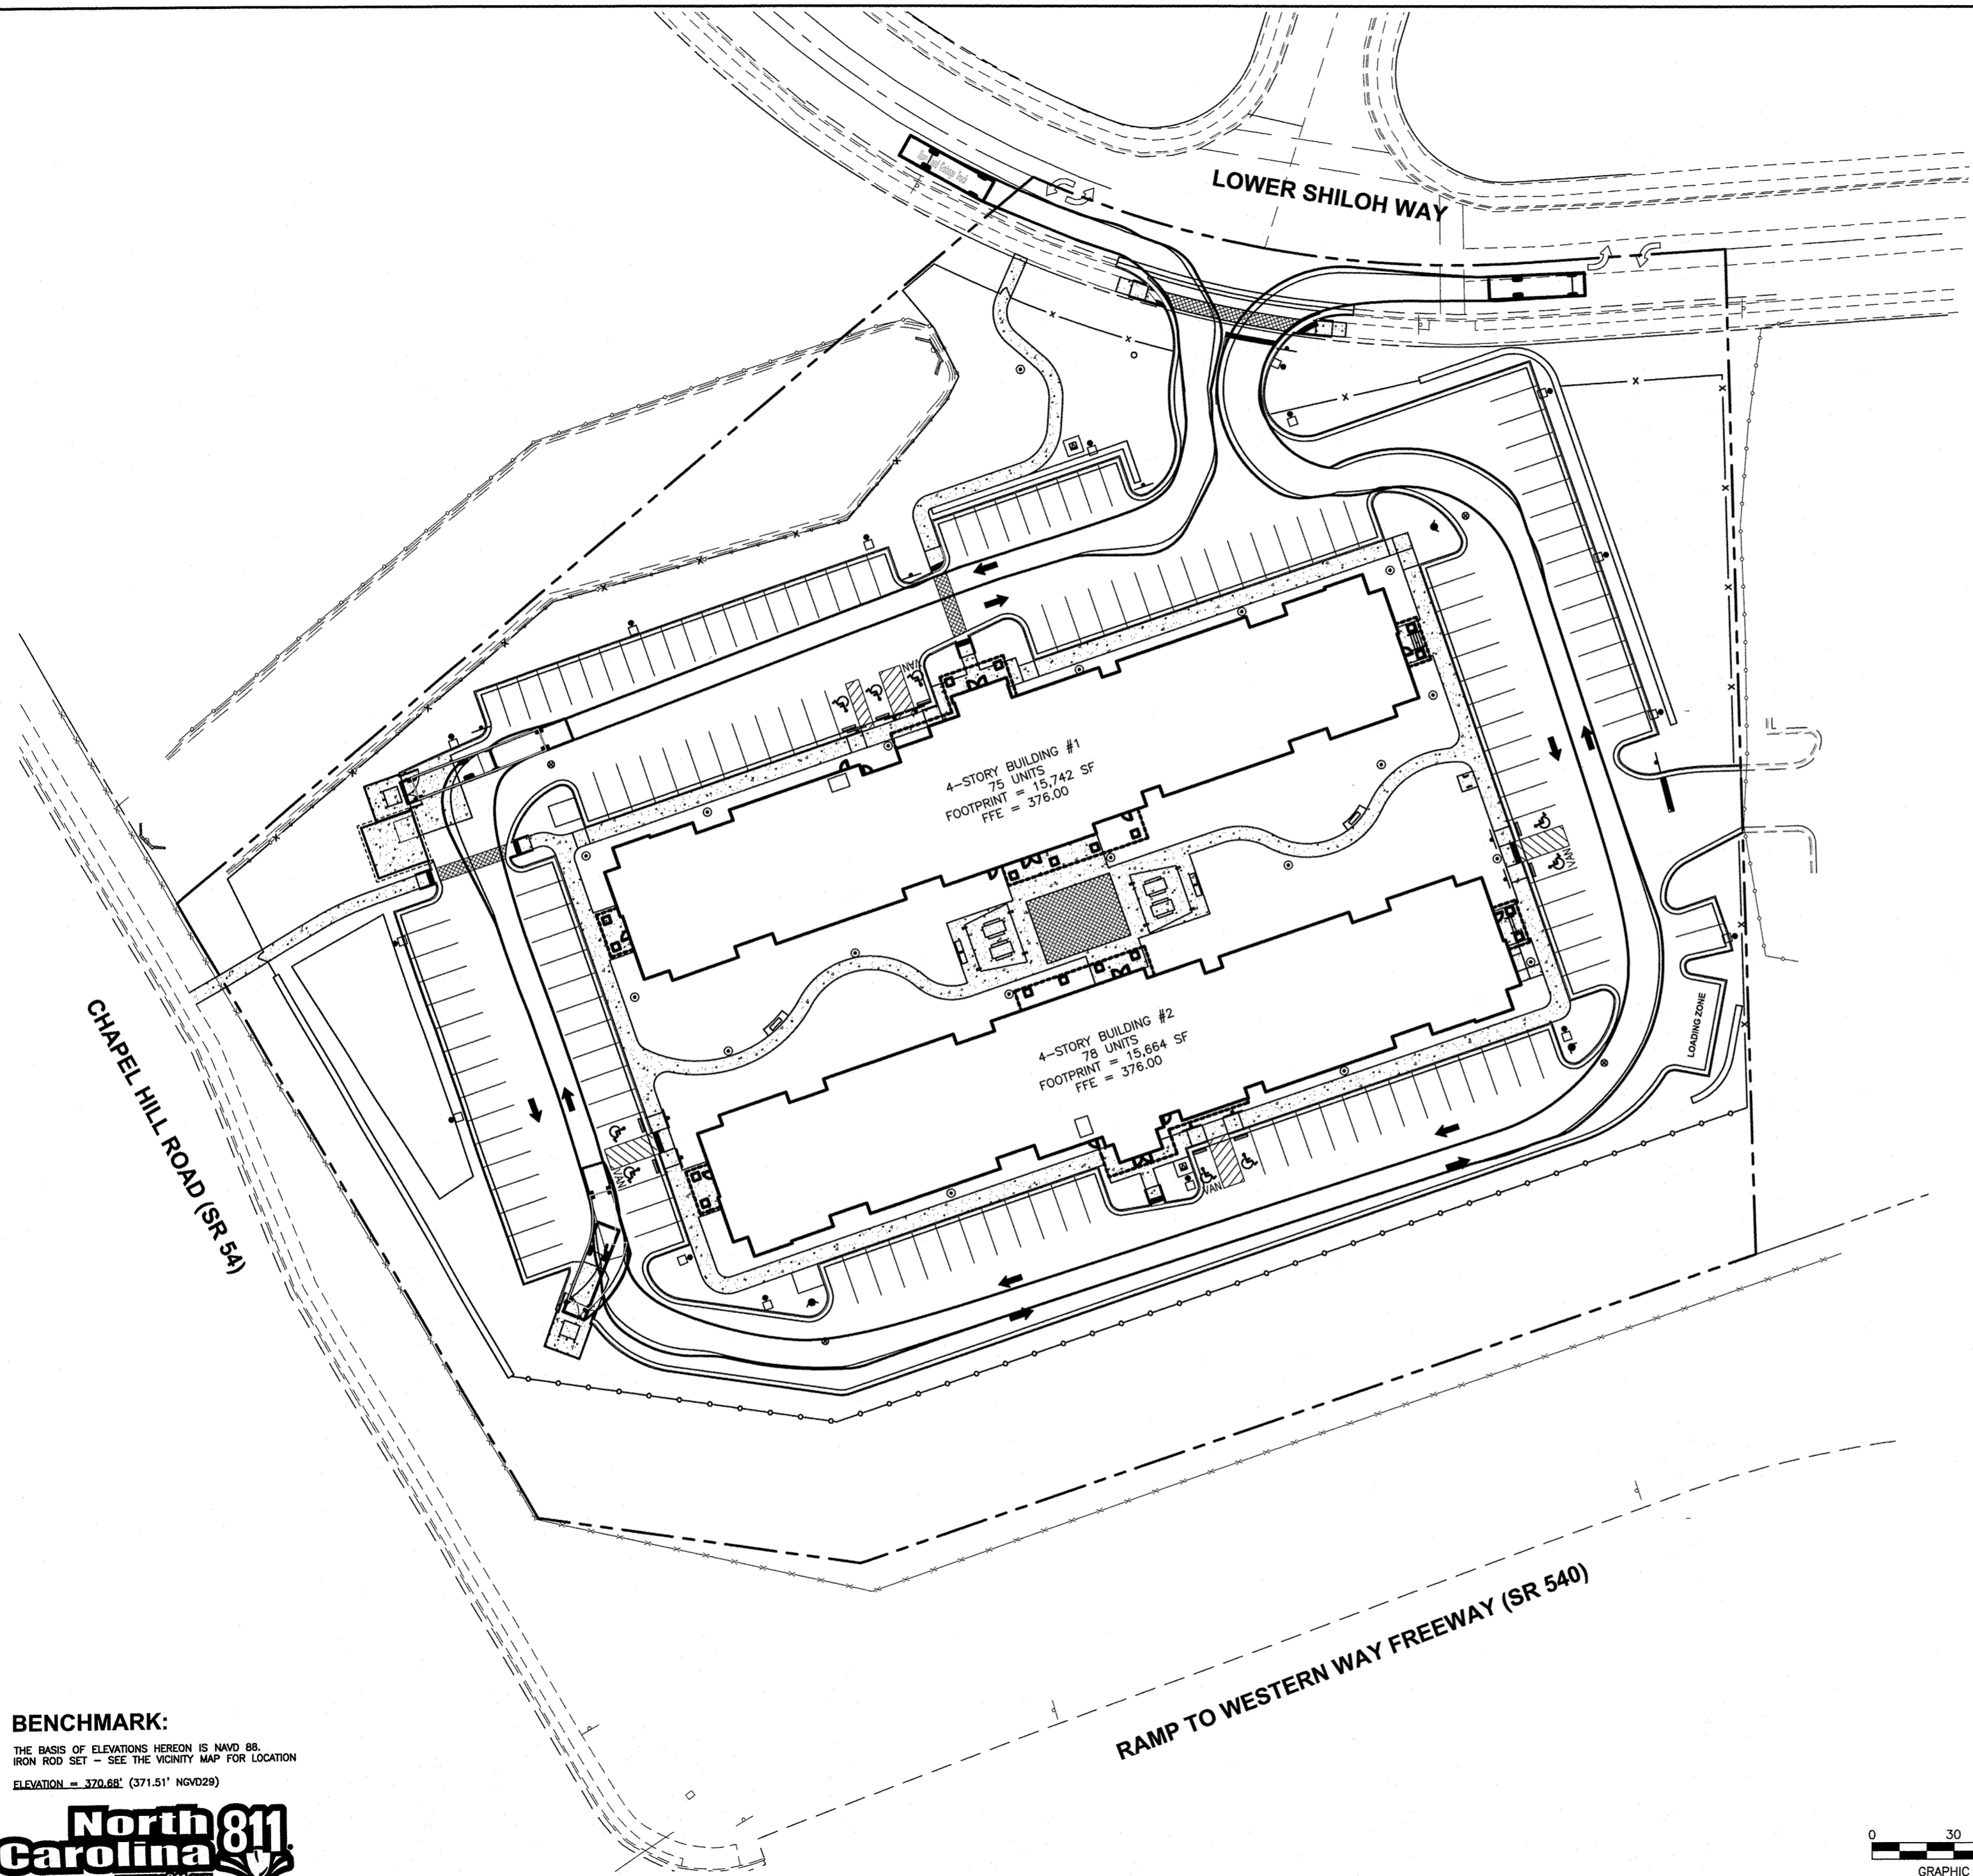 Rear Load Garbage Truck
LOWER SHILOH WAY
VAN
4-STORY BUILDING #1
75 UNITS
FOOTPRINT = 15,742 SF
FFE = 376.00
VAN
4-STORY BUILDING #2
78 UNITS
FOOTPRINT = 15,664 SF
FFE = 376.00
LOADING ZONE
CHAPEL HILL ROAD (SR 54)
VAN
VAN
RAMP TO WESTERN WAY FREEWAY (SR 540)
BENCHMARK:
THE BASIS OF ELEVATIONS HEREON IS NAVD 88.
IRON ROD SET – SEE THE VICINITY MAP FOR LOCATION
ELEVATION = 370.68' (371.51' NGVD29)
North 811
Carolina
0 30
GRAPHIC